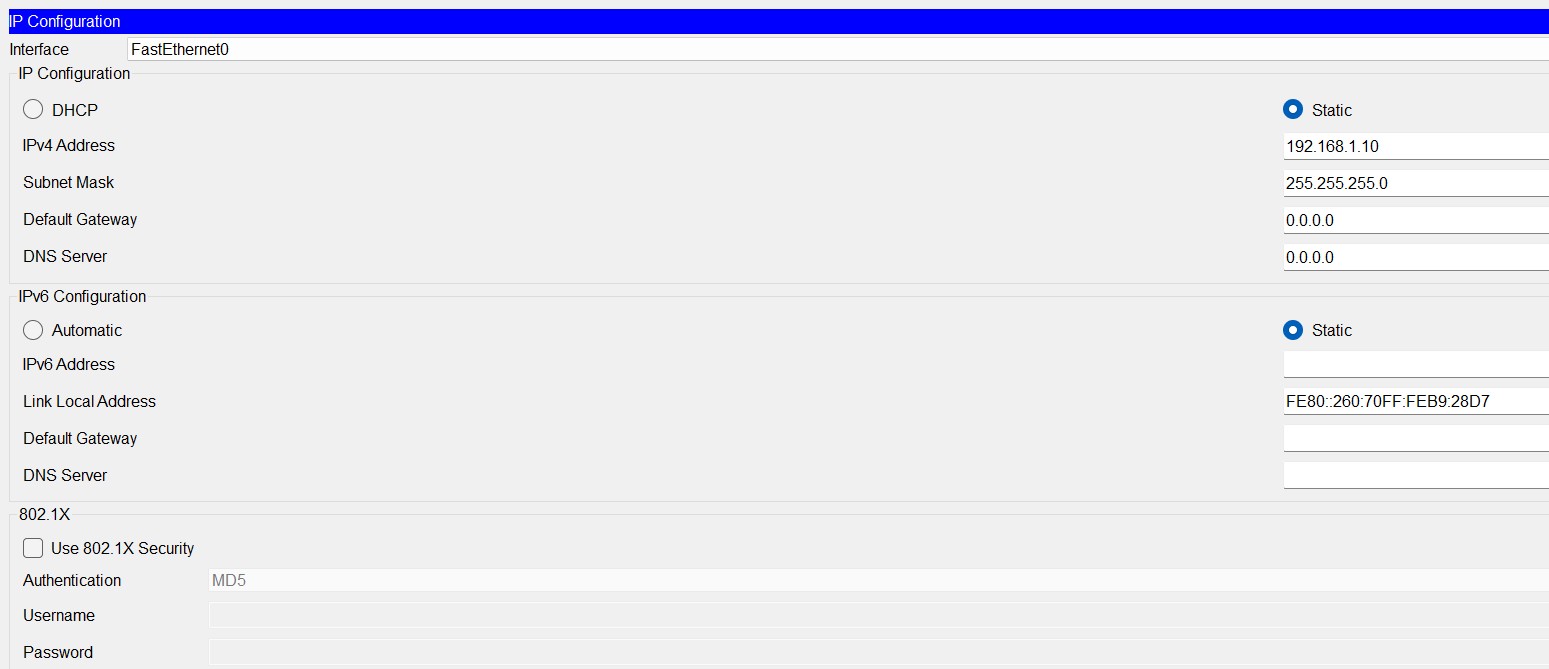 IP Configuration
Interface FastEthernet0
IP Configuration
DHCP Static
IPv4 Address 192.168.1.10
Subnet Mask 255.255.255.0
Default Gateway 0.0.0.0
DNS Server 0.0.0.0
IPv6 Configuration
Automatic Static
IPv6 Address
Link Local Address FE80::260:70FF:FEB9:28D7
Default Gateway
DNS Server
802.1X
Use 802.1X Security
Authentication MD5
Username
Password